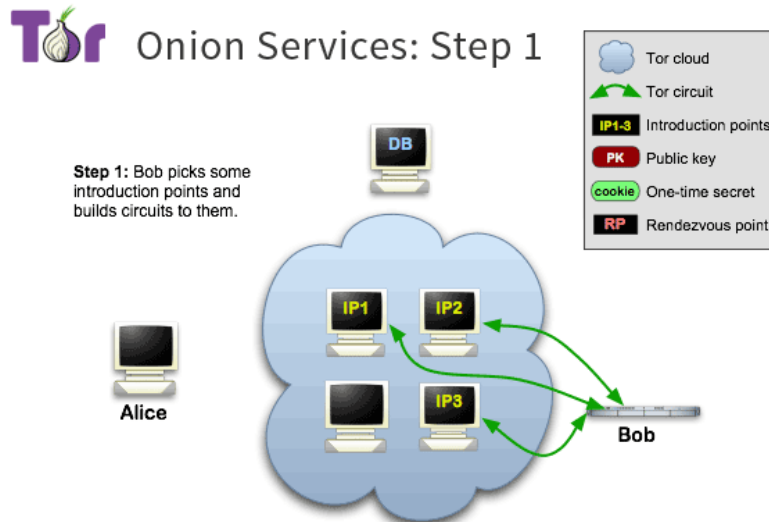 Tor Onion Services: Step 1
Tor cloud
Tor circuit
IP1-3 Introduction points
PK Public key
cookie One-time secret
RP Rendezvous point
DB
Step 1: Bob picks some
introduction points and
builds circuits to them.
IP1 IP2
IP3
Alice
Bob